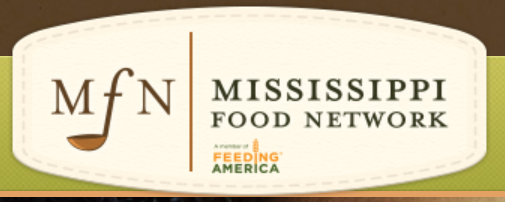 MfN
MISSISSIPPI
FOOD NETWORK
A member of
FEEDING
AMERICA